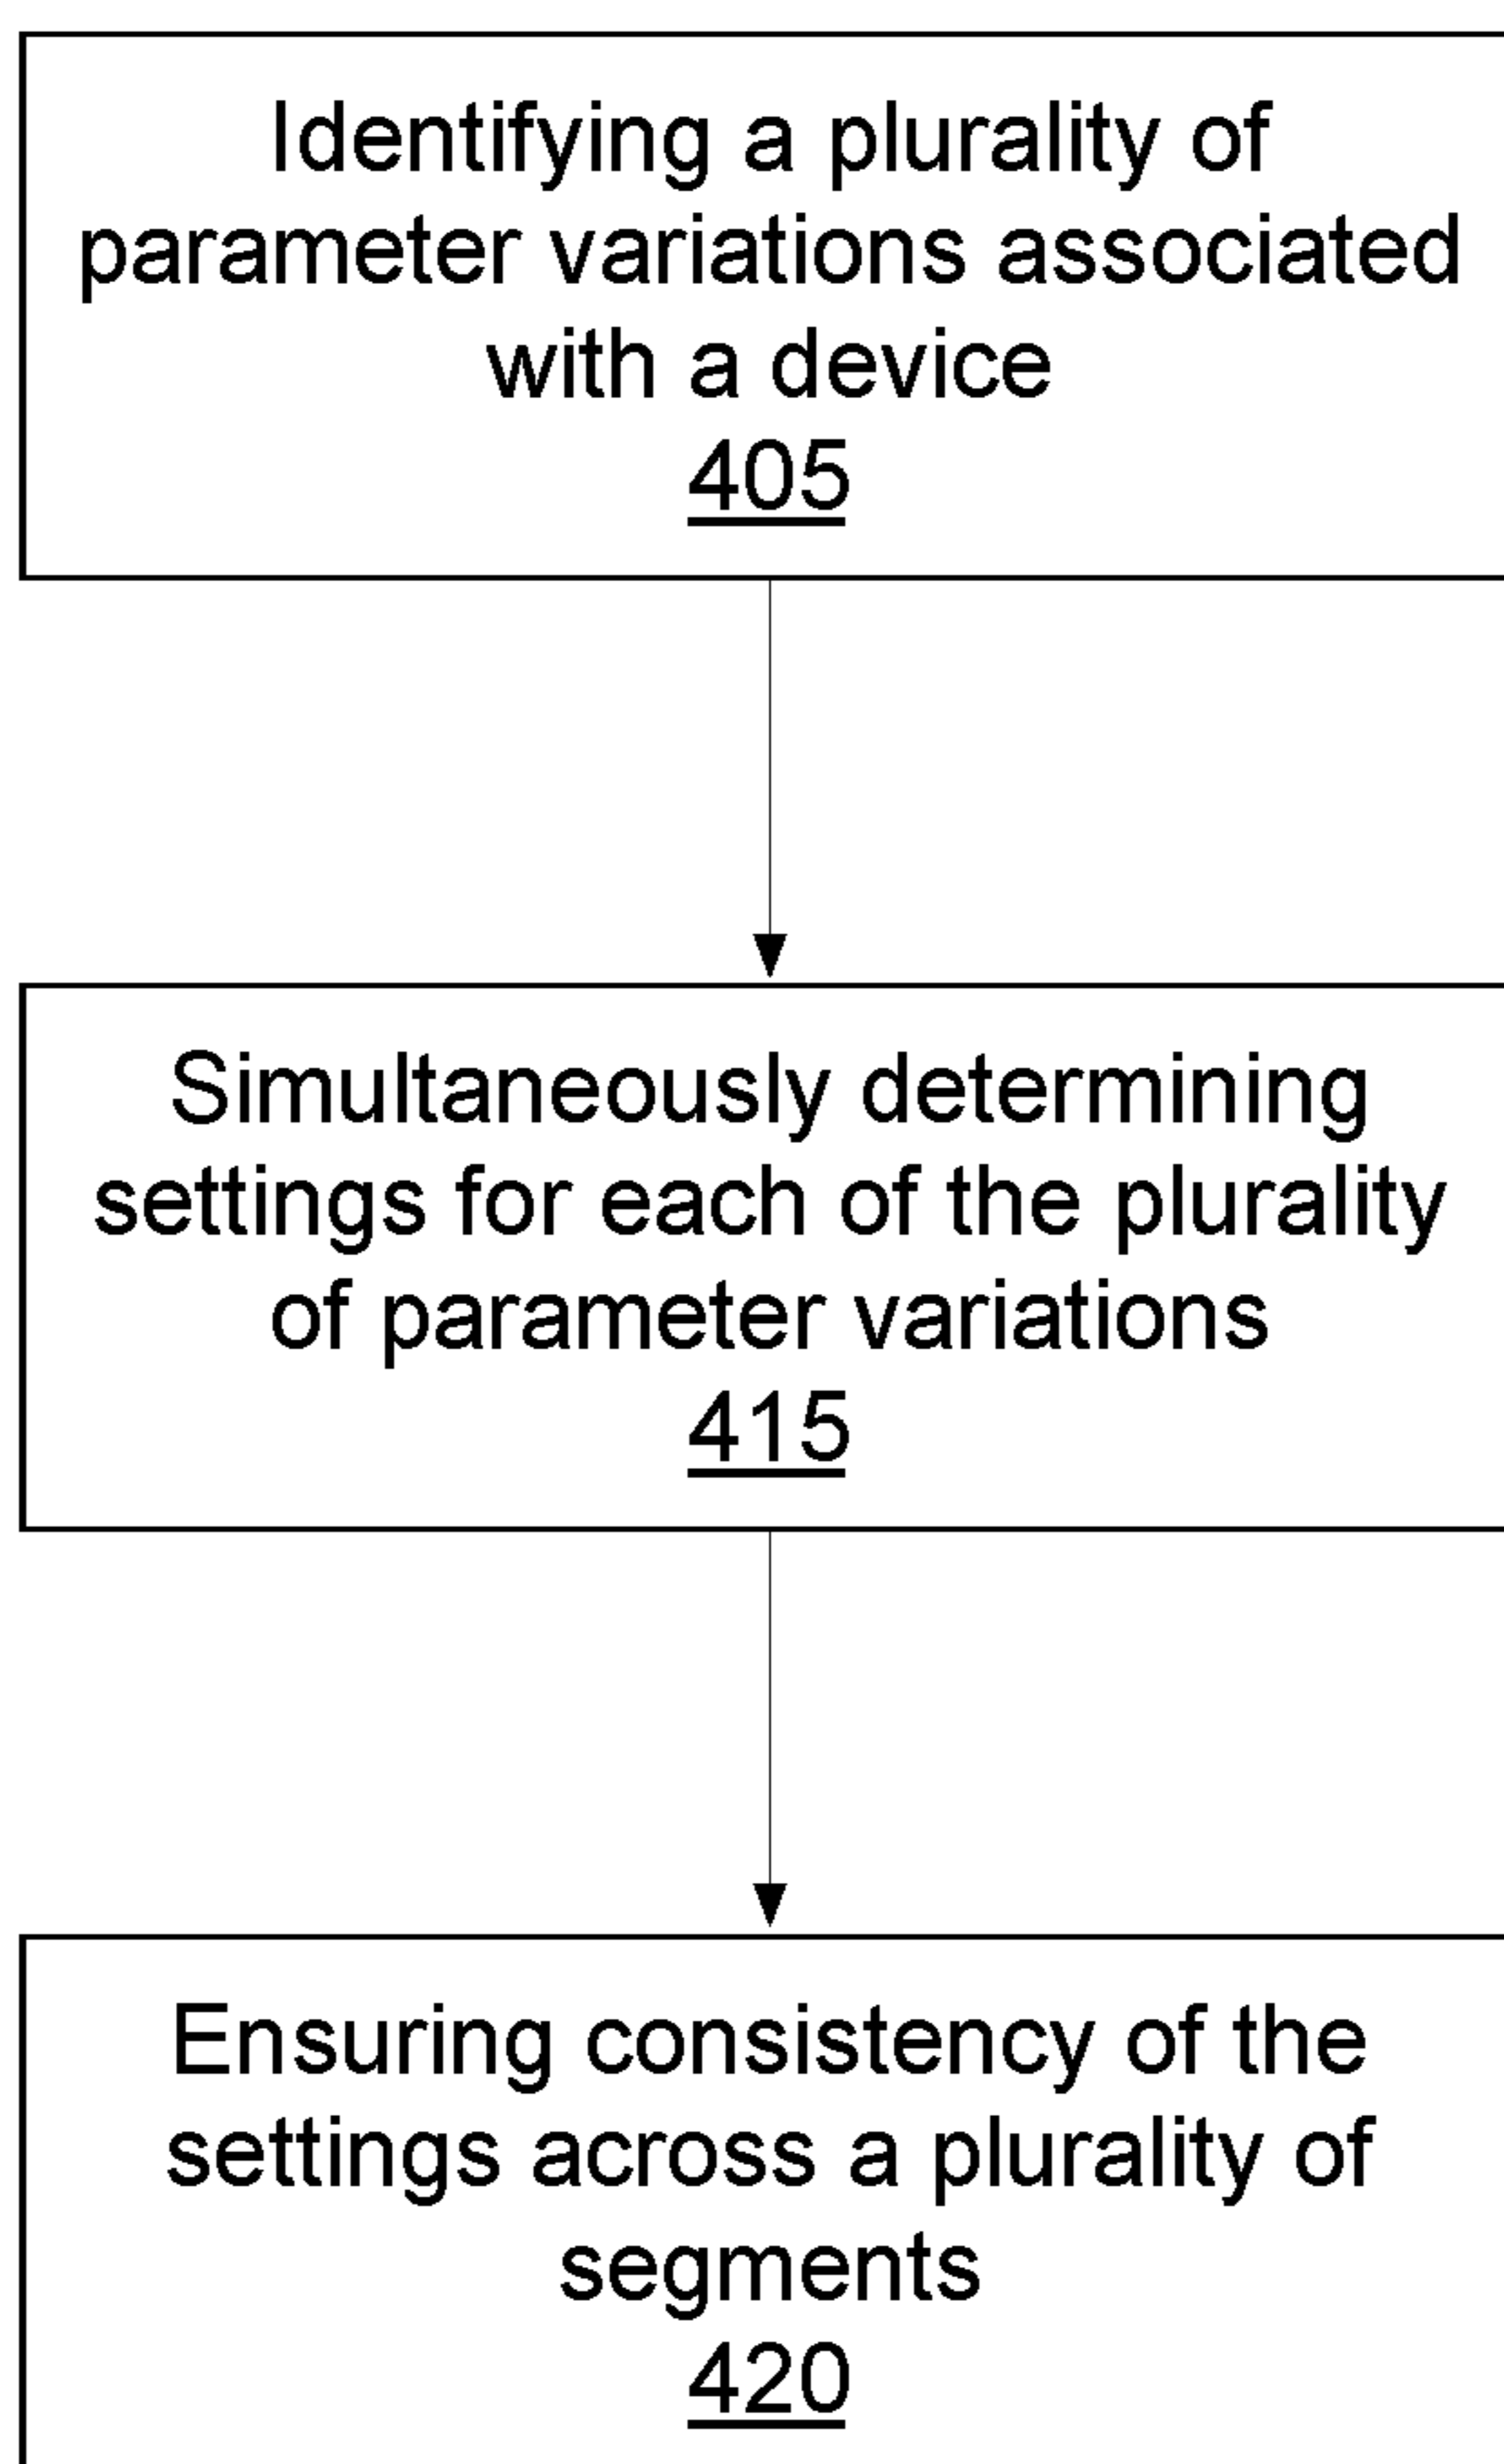 Identifying a plurality of
parameter variations associated
with a device
405
Simultaneously determining
settings for each of the plurality
of parameter variations
415
Ensuring consistency of the
settings across a plurality of
segments
420